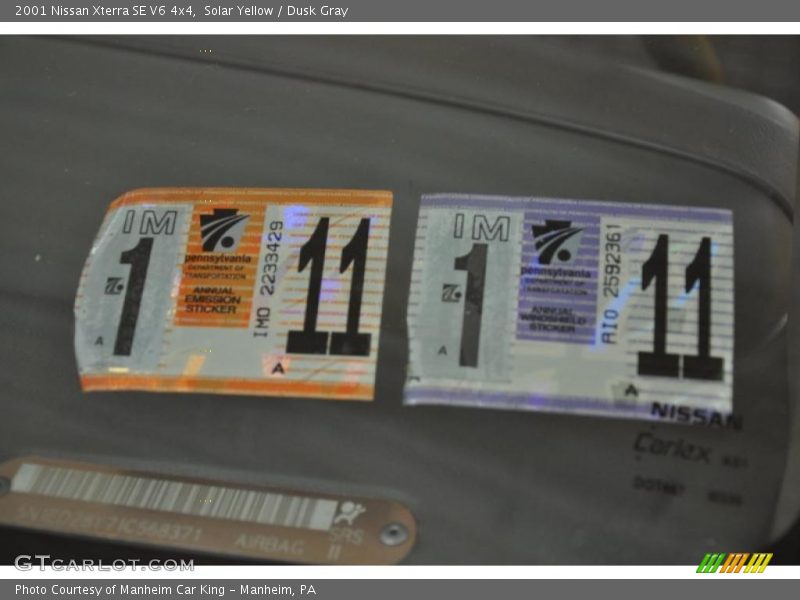 2001 Nissan Xterra SE V6 4x4, Solar Yellow / Dusk Gray
IM
1
A
pennsylvania
DEPARTMENT OF
TRANSPORTATION
ANNUAL
EMISSION
STICKER
IM0 2233429
11
A
IM
1
A
pennsylvania
DEPARTMENT OF
TRANSPORTATION
ANNUAL
WINDSHIELD
STICKER
AI0 2592361
11
A
NISSAN
Carlex
AIRBAG
SRS
GTCARLOT.COM
Photo Courtesy of Manheim Car King - Manheim, PA